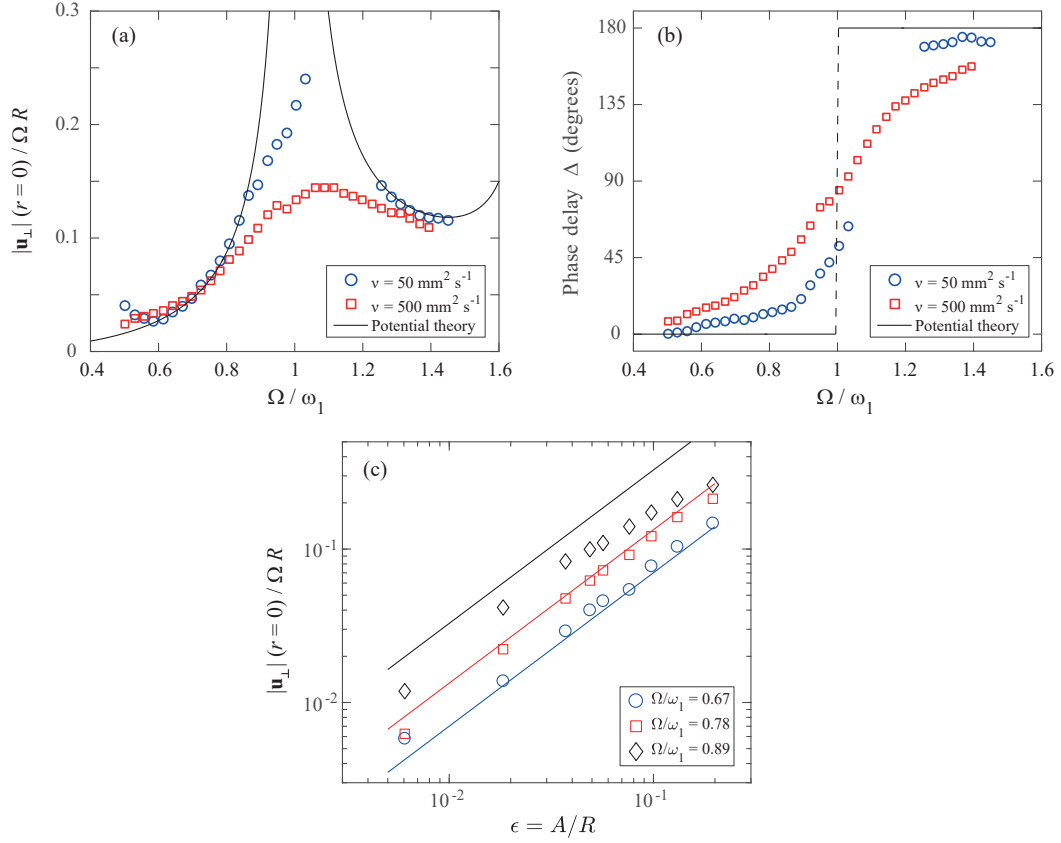 (a)
0.3
0.2
0.1
0
|u⊥| (r = 0) / Ω R
ν = 50 mm² s⁻¹
ν = 500 mm² s⁻¹
Potential theory
0.4 0.6 0.8 1 1.2 1.4 1.6
Ω / ω₁
(b)
180
135
90
45
0
Phase delay Δ (degrees)
ν = 50 mm² s⁻¹
ν = 500 mm² s⁻¹
Potential theory
0.4 0.6 0.8 1 1.2 1.4 1.6
Ω / ω₁
(c)
10⁻¹
10⁻²
|u⊥| (r = 0) / Ω R
Ω/ω₁ = 0.67
Ω/ω₁ = 0.78
Ω/ω₁ = 0.89
10⁻² 10⁻¹
ϵ = A/R